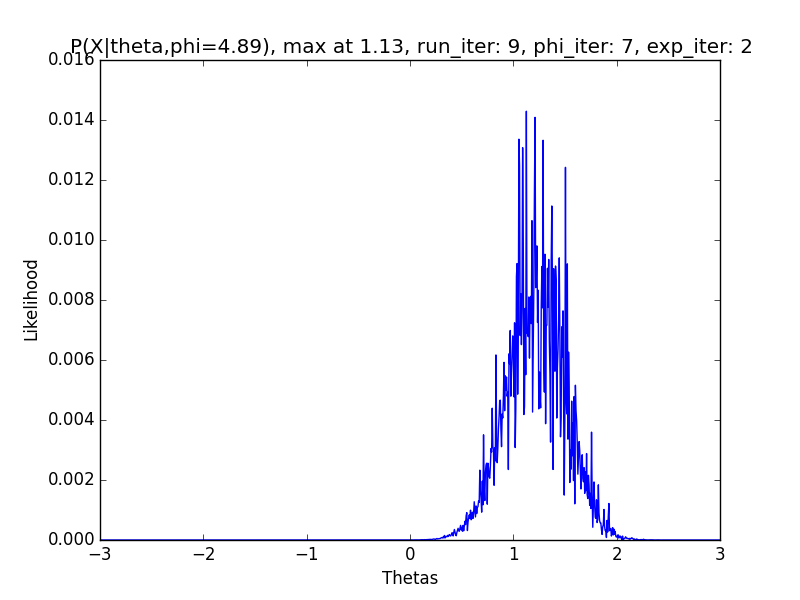 P(X|theta,phi=4.89), max at 1.13, run_iter: 9, phi_iter: 7, exp_iter: 2
0.016
0.014
0.012
0.010
0.008
0.006
0.004
0.002
0.000
Likelihood
−3 −2 −1 0 1 2 3
Thetas